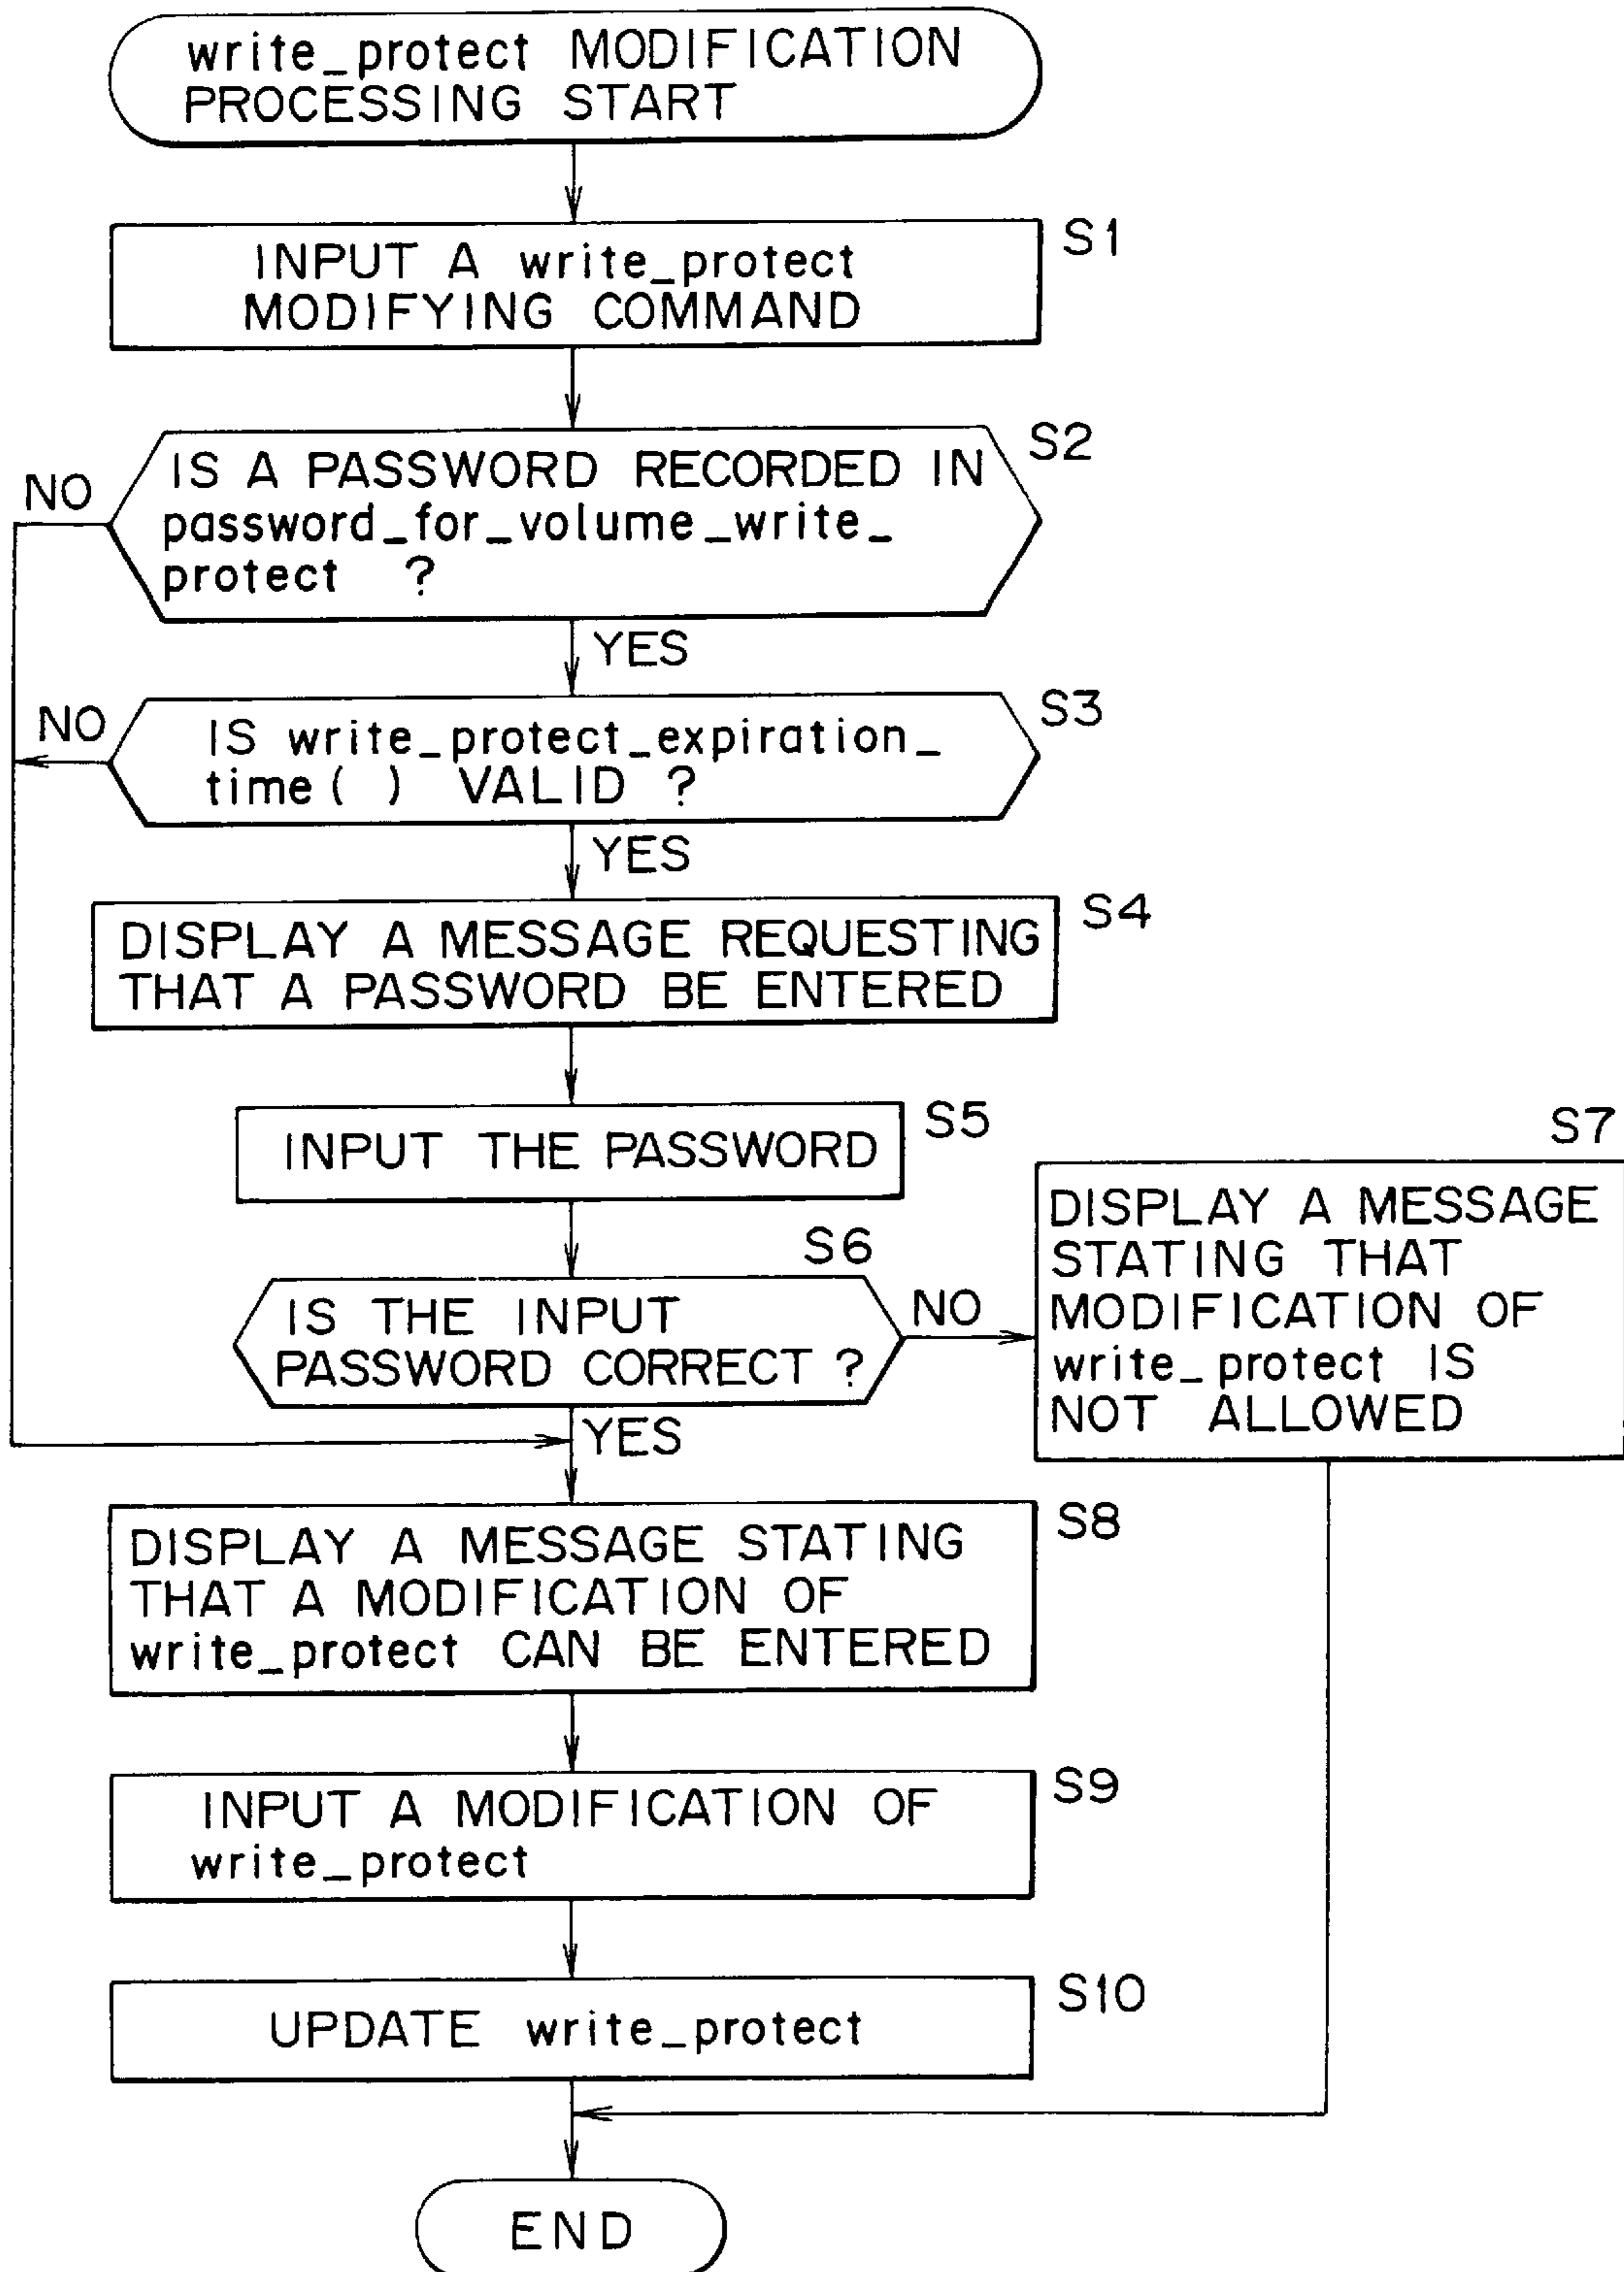 write_protect MODIFICATION
PROCESSING START
S1
INPUT A write_protect
MODIFYING COMMAND
S2
NO
IS A PASSWORD RECORDED IN
password_for_volume_write_
protect ?
YES
S3
NO
IS write_protect_expiration_
time( ) VALID ?
YES
S4
DISPLAY A MESSAGE REQUESTING
THAT A PASSWORD BE ENTERED
S5
INPUT THE PASSWORD
S6
IS THE INPUT
PASSWORD CORRECT ?
NO
YES
S7
DISPLAY A MESSAGE
STATING THAT
MODIFICATION OF
write_protect IS
NOT ALLOWED
S8
DISPLAY A MESSAGE STATING
THAT A MODIFICATION OF
write_protect CAN BE ENTERED
S9
INPUT A MODIFICATION OF
write_protect
S10
UPDATE write_protect
END